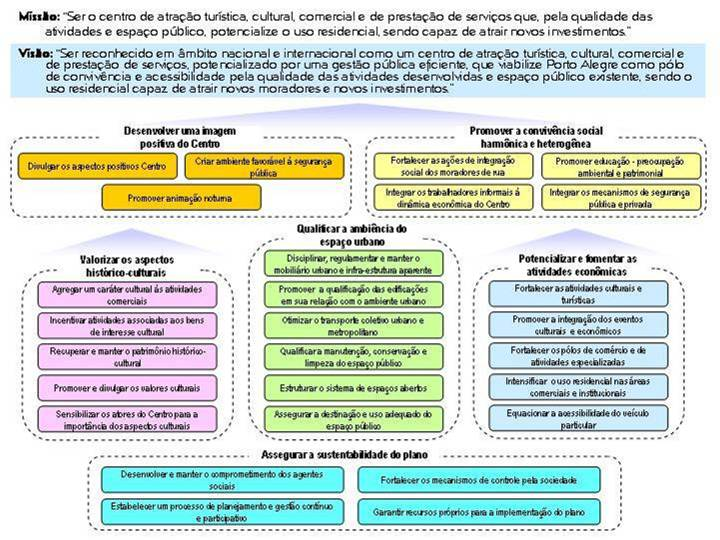 Missão: "Ser o centro de atração turística, cultural, comercial e de prestação de serviços que, pela qualidade das
atividades e espaço público, potencialize o uso residencial, sendo capaz de atrair novos investimentos."
Visão: "Ser reconhecido em âmbito nacional e internacional como um centro de atração turística, cultural, comercial e
de prestação de serviços, potencializado por uma gestão pública eficiente, que viabilize Porto Alegre como pólo
de convivência e acessibilidade pela qualidade das atividades desenvolvidas e espaço público existente, sendo o
uso residencial capaz de atrair novos moradores e novos investimentos."
Desenvolver uma imagem
positiva do Centro
Divulgar os aspectos positivos Centro
Criar ambiente favorável á segurança
pública
Promover animação noturna
Promover a convivência social
harmônica e heterogênea
Fortalecer as ações de integração
social dos moradores de rua
Promover educação - preocupação
ambiental e patrimonial
Integrar os trabalhadores informais á
dinâmica econômica do Centro
Integrar os mecanismos de segurança
pública e privada
Valorizar os aspectos
histórico-culturais
Agregar um caráter cultural ás atividades
comerciais
Incentivar atividades associadas aos bens
de interesse cultural
Recuperar e manter o patrimônio histórico-
cultural
Promover e divulgar os valores culturais
Sensibilizar os atores do Centro para a
importância dos aspectos culturais
Qualificar a ambiência do
espaço urbano
Disciplinar, regulamentar e manter o
mobiliário urbano e infra-estrutura aparente
Promover a qualificação das edificações
em sua relação com o ambiente urbano
Otimizar o transporte coletivo urbano e
metropolitano
Qualificar a manutenção, conservação e
limpeza do espaço público
Estruturar o sistema de espaços abertos
Assegurar a destinação e uso adequado do
espaço público
Potencializar e fomentar as
atividades econômicas
Fortalecer as atividades culturais e
turísticas
Promover a integração dos eventos
culturais e econômicos
Fortalecer os pólos de comércio e de
atividades especializadas
Intensificar o uso residencial nas áreas
comerciais e institucionais
Equacionar a acessibilidade do veículo
particular
Assegurar a sustentabilidade do plano
Desenvolver e manter o comprometimento dos agentes
sociais
Fortalecer os mecanismos de controle pela sociedade
Estabelecer um processo de planejamento e gestão contínuo
e participativo
Garantir recursos próprios para a implementação do plano